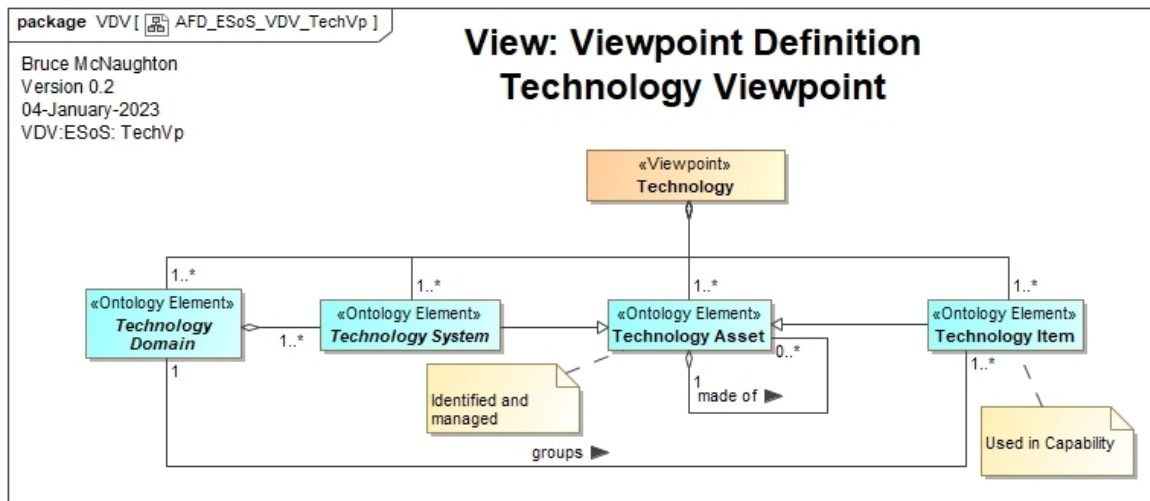 package VDV [ AFD_ESoS_VDV_TechVp ]
View: Viewpoint Definition
Technology Viewpoint
Bruce McNaughton
Version 0.2
04-January-2023
VDV:ESoS: TechVp
«Viewpoint»
Technology
1..*
1..*
1..*
1..*
«Ontology Element»
Technology
Domain
1..*
«Ontology Element»
Technology System
«Ontology Element»
Technology Asset
«Ontology Element»
Technology Item
1
0..*
1..*
1
made of ►
Identified and
managed
Used in Capability
groups ►